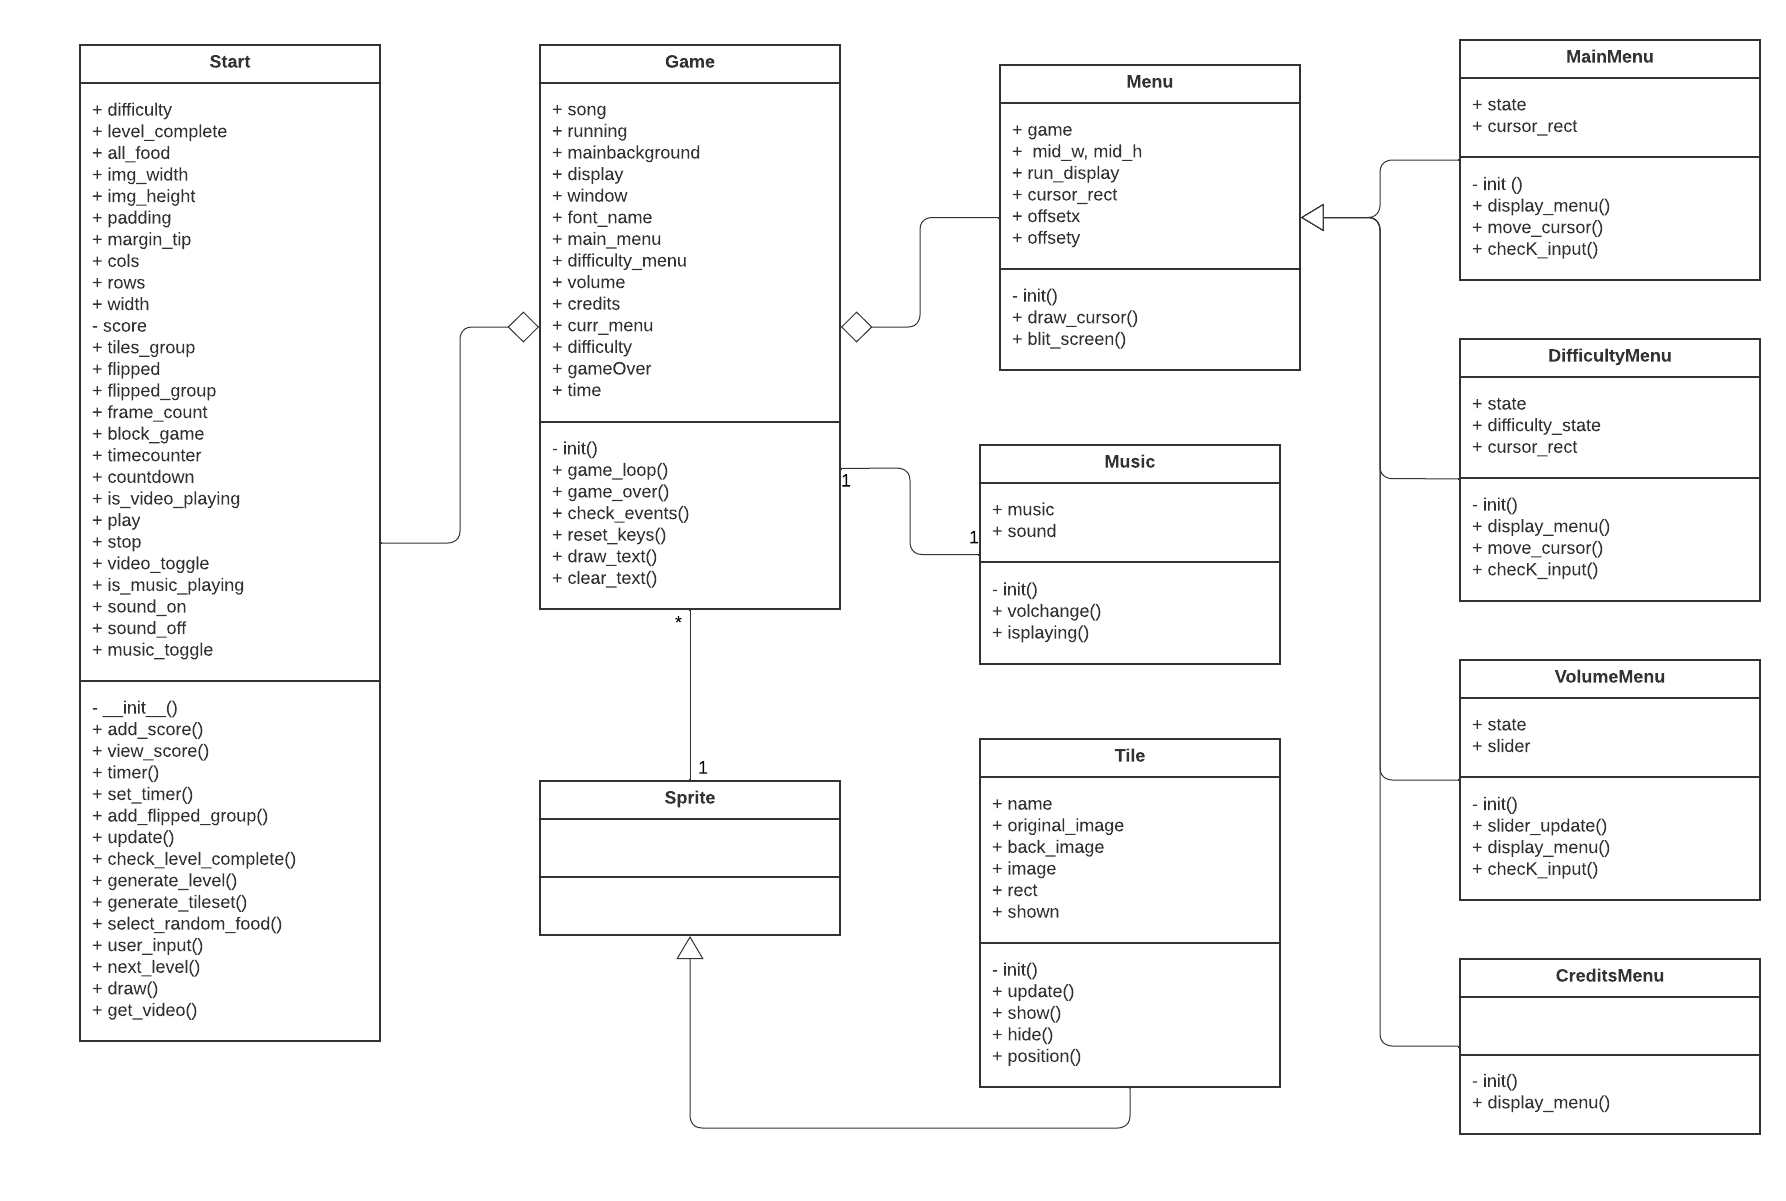 Start
+ difficulty
+ level_complete
+ all_food
+ img_width
+ img_height
+ padding
+ margin_tip
+ cols
+ rows
+ width
- score
+ tiles_group
+ flipped
+ flipped_group
+ frame_count
+ block_game
+ timecounter
+ countdown
+ is_video_playing
+ play
+ stop
+ video_toggle
+ is_music_playing
+ sound_on
+ sound_off
+ music_toggle
- __init__()
+ add_score()
+ view_score()
+ timer()
+ set_timer()
+ add_flipped_group()
+ update()
+ check_level_complete()
+ generate_level()
+ generate_tileset()
+ select_random_food()
+ user_input()
+ next_level()
+ draw()
+ get_video()
Game
+ song
+ running
+ mainbackground
+ display
+ window
+ font_name
+ main_menu
+ difficulty_menu
+ volume
+ credits
+ curr_menu
+ difficulty
+ gameOver
+ time
- init()
+ game_loop()
+ game_over()
+ check_events()
+ reset_keys()
+ draw_text()
+ clear_text()
*
1
Sprite
Menu
+ game
+  mid_w, mid_h
+ run_display
+ cursor_rect
+ offsetx
+ offsety
- init()
+ draw_cursor()
+ blit_screen()
1
1
Music
+ music
+ sound
- init()
+ volchange()
+ isplaying()
Tile
+ name
+ original_image
+ back_image
+ image
+ rect
+ shown
- init()
+ update()
+ show()
+ hide()
+ position()
MainMenu
+ state
+ cursor_rect
- init ()
+ display_menu()
+ move_cursor()
+ checK_input()
DifficultyMenu
+ state
+ difficulty_state
+ cursor_rect
- init()
+ display_menu()
+ move_cursor()
+ checK_input()
VolumeMenu
+ state
+ slider
- init()
+ slider_update()
+ display_menu()
+ checK_input()
CreditsMenu
- init()
+ display_menu()